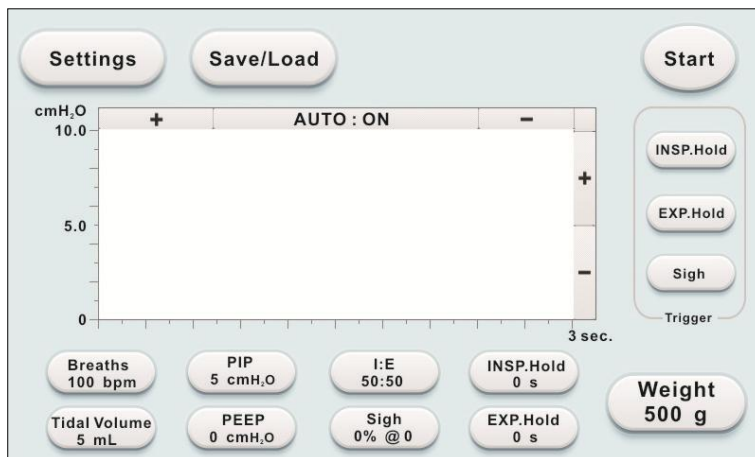 Settings
Save/Load
Start
cmH₂O
+
AUTO : ON
−
10.0
5.0
0
+
−
3 sec.
INSP.Hold
EXP.Hold
Sigh
Trigger
Breaths
100 bpm
PIP
5 cmH₂O
I:E
50:50
INSP.Hold
0 s
Tidal Volume
5 mL
PEEP
0 cmH₂O
Sigh
0% @ 0
EXP.Hold
0 s
Weight
500 g